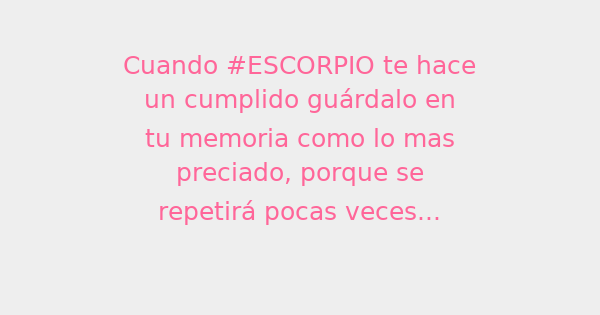 Cuando #ESCORPIO te hace
un cumplido guárdalo en
tu memoria como lo mas
preciado, porque se
repetirá pocas veces...